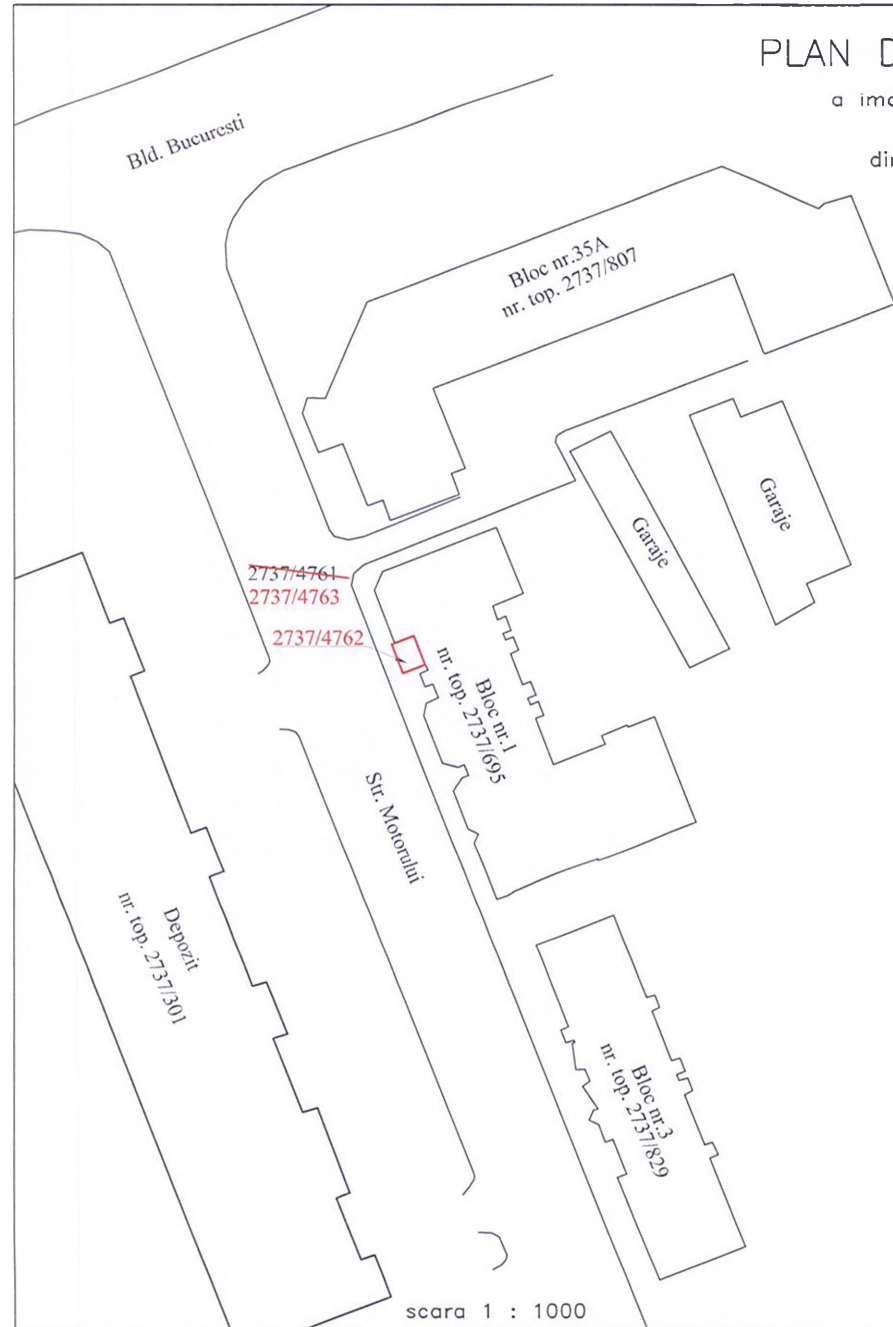 PLAN D
a imo
din
Bld. Bucuresti
Bloc nr.35A
nr. top. 2737/807
Garaje
Garaje
2737/4761
2737/4763
2737/4762
Bloc nr.1
nr. top. 2737/695
Str. Motorului
Depozit
nr. top. 2737/301
Bloc nr.3
nr. top. 2737/829
scara 1 : 1000